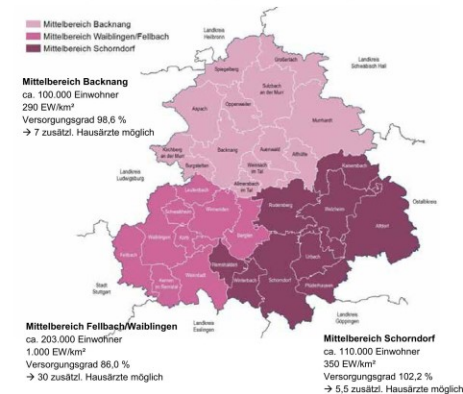 Mittelbereich Backnang
Mittelbereich Waiblingen/Fellbach
Mittelbereich Schorndorf
Landkreis
Heilbronn
Landkreis
Schwäbisch Hall
Großerlach
Spiegelberg
Sulzbach
an der Murr
Oppenweiler
Aspach
Murrhardt
Mittelbereich Backnang
ca. 100.000 Einwohner
290 EW/km²
Versorgungsgrad 98,6 %
→ 7 zusätzl. Hausärzte möglich
Kirchberg
an der Murr
Backnang
Auenwald
Althütte
Burgstetten
Weissach
im Tal
Allmersbach
im Tal
Kaisersbach
Landkreis
Ludwigsburg
Leutenbach
Schwaikheim
Winnenden
Rudersberg
Welzheim
Ostalbkreis
Alfdorf
Waiblingen
Korb
Berglen
Fellbach
Weinstadt
Remshalden
Urbach
Kernen
im Remstal
Winterbach
Schorndorf
Plüderhausen
Stadt
Stuttgart
Landkreis
Esslingen
Landkreis
Göppingen
Mittelbereich Fellbach/Waiblingen
ca. 203.000 Einwohner
1.000 EW/km²
Versorgungsgrad 86,0 %
→ 30 zusätzl. Hausärzte möglich
Mittelbereich Schorndorf
ca. 110.000 Einwohner
350 EW/km²
Versorgungsgrad 102,2 %
→ 5,5 zusätzl. Hausärzte möglich